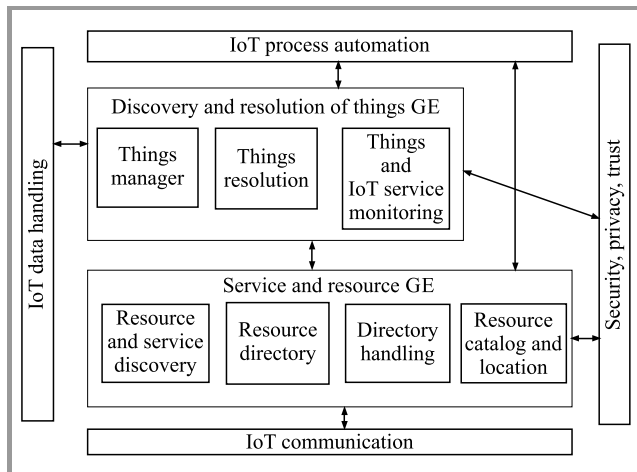 IoT process automation
IoT data handling
Discovery and resolution of things GE
Things
manager
Things
resolution
Things
and
IoT service
monitoring
Security, privacy, trust
Service and resource GE
Resource
and service
discovery
Resource
directory
Directory
handling
Resource
catalog and
location
IoT communication